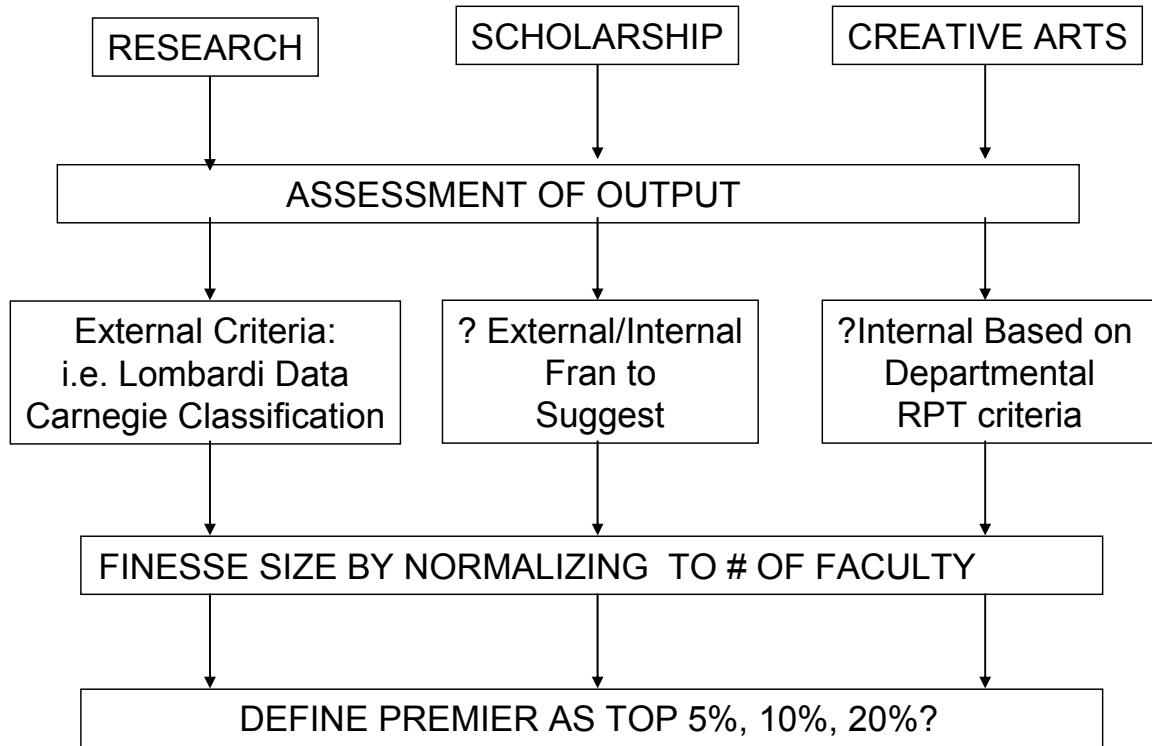 RESEARCH
SCHOLARSHIP
CREATIVE ARTS
ASSESSMENT OF OUTPUT
External Criteria:
i.e. Lombardi Data
Carnegie Classification
? External/Internal
Fran to
Suggest
?Internal Based on
Departmental
RPT criteria
FINESSE SIZE BY NORMALIZING TO # OF FACULTY
DEFINE PREMIER AS TOP 5%, 10%, 20%?